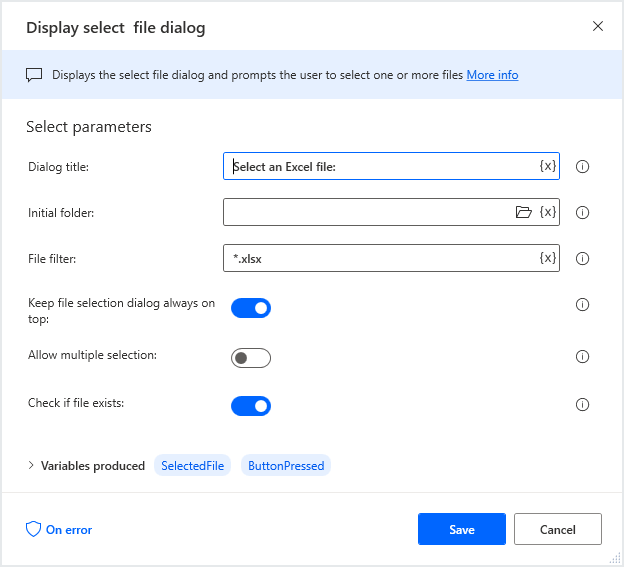 Display select  file dialog
Displays the select file dialog and prompts the user to select one or more files More info
Select parameters
Dialog title:
Select an Excel file:
{x}
Initial folder:
{x}
File filter:
*.xlsx
{x}
Keep file selection dialog always on
top:
Allow multiple selection:
Check if file exists:
Variables produced SelectedFile ButtonPressed
On error
Save
Cancel